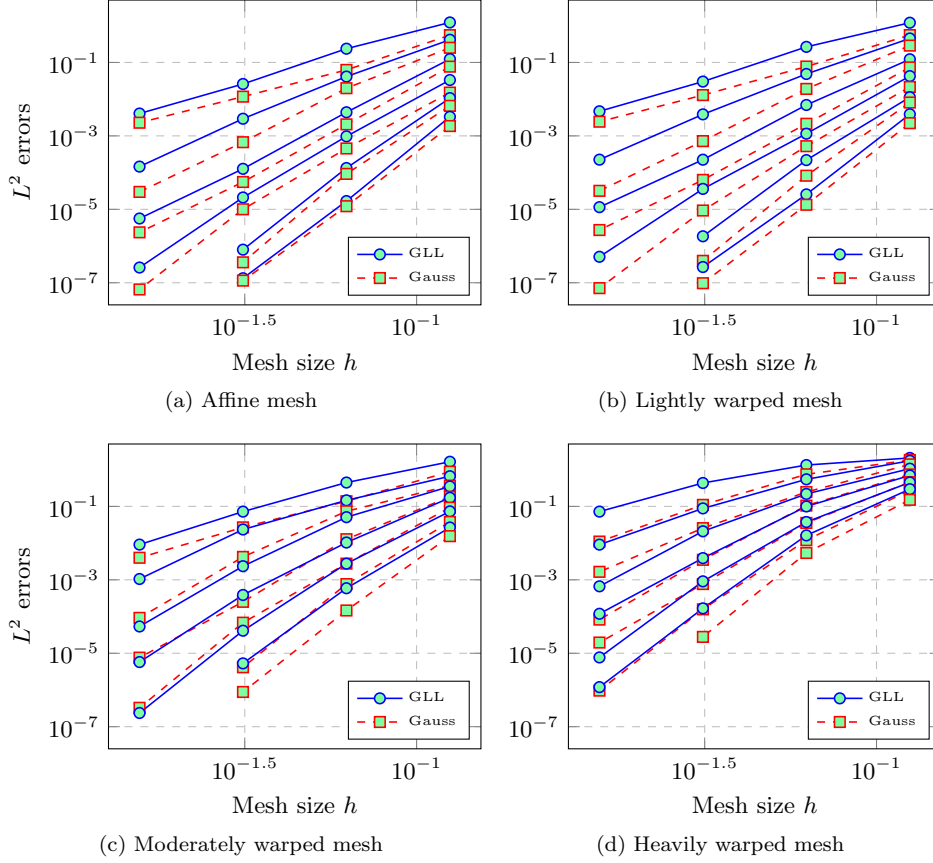 10^{-1}
10^{-3}
10^{-5}
10^{-7}
L^2 errors
GLL
Gauss
10^{-1.5}
10^{-1}
Mesh size h
(a) Affine mesh
10^{-1}
10^{-3}
10^{-5}
10^{-7}
GLL
Gauss
10^{-1.5}
10^{-1}
Mesh size h
(b) Lightly warped mesh
10^{-1}
10^{-3}
10^{-5}
10^{-7}
L^2 errors
GLL
Gauss
10^{-1.5}
10^{-1}
Mesh size h
(c) Moderately warped mesh
10^{-1}
10^{-3}
10^{-5}
10^{-7}
GLL
Gauss
10^{-1.5}
10^{-1}
Mesh size h
(d) Heavily warped mesh